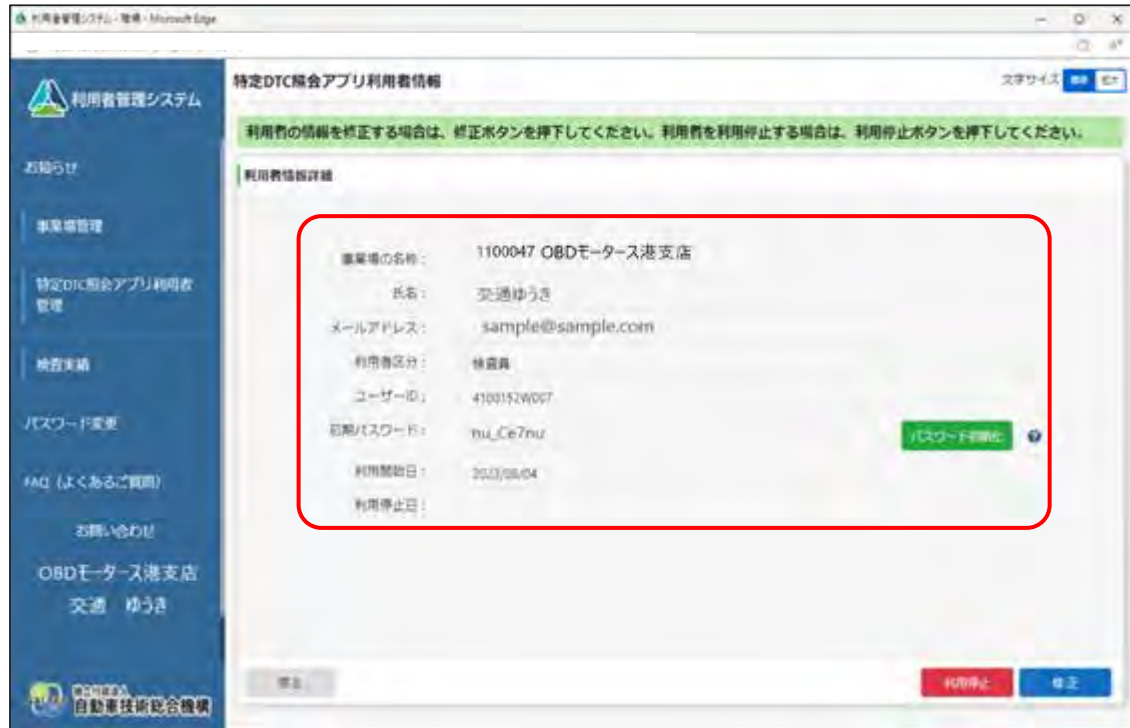 利用者管理システム - 職場 - Microsoft Edge
利用者管理システム
特定DTC照会アプリ利用者情報
文字サイズ 標準 拡大
利用者の情報を修正する場合は、修正ボタンを押下してください。利用者を利用停止する場合は、利用停止ボタンを押下してください。
お知らせ
利用者情報詳細
事業場管理
事業場の名称: 1100047 OBDモータース港支店
特定DTC照会アプリ利用者
管理
氏名: 交通ゆうき
メールアドレス: sample@sample.com
検査実績
利用者区分: 検査員
ユーザーID: 4100152W007
パスワード変更
初期パスワード: nu_Ce7nu
パスワード初期化
利用開始日:
FAQ(よくあるご質問)
利用停止日:
お問い合わせ
OBDモータース港支店
交通 ゆうき
戻る
利用停止
修正
独立行政法人
自動車技術総合機構